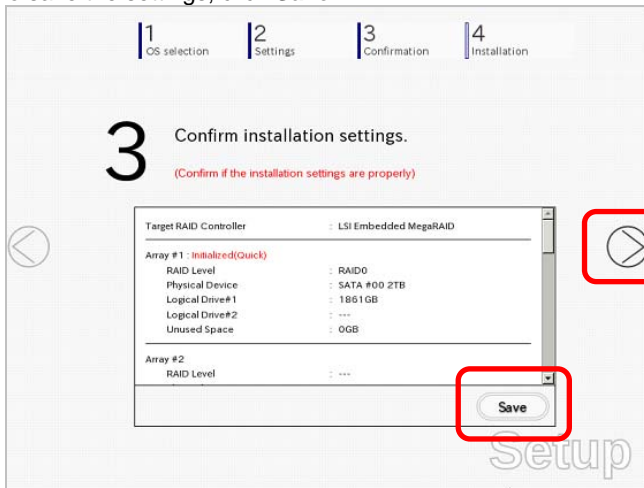 1 2 3 4
OS selection Settings Confirmation Installation
3 Confirm installation settings.
(Confirm if the installation settings are properly)
Target RAID Controller : LSI Embedded MegaRAID
Array #1 : Initialized(Quick)
RAID Level : RAID0
Physical Device : SATA #00 2TB
Logical Drive#1 : 1861GB
Logical Drive#2 : ---
Unused Space : 0GB
Array #2
RAID Level : ---
Save
Setup